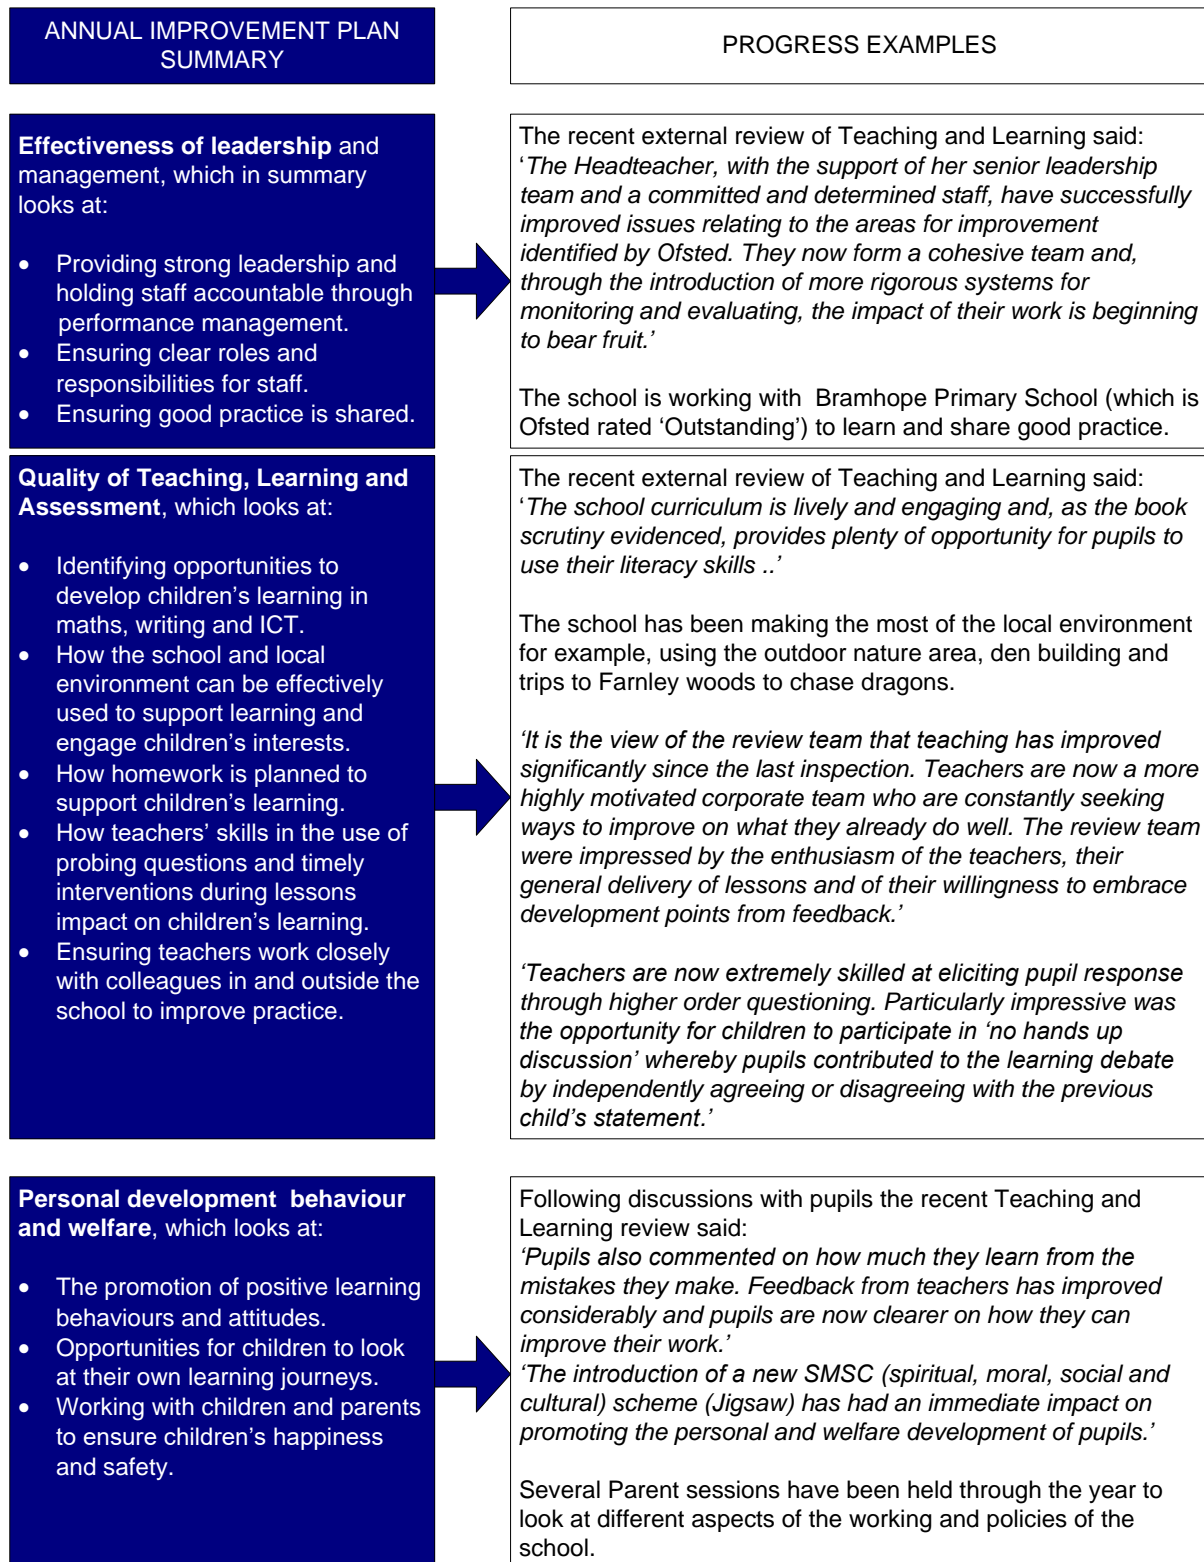 ANNUAL IMPROVEMENT PLAN
SUMMARY
PROGRESS EXAMPLES
Effectiveness of leadership and
management, which in summary
looks at:
• Providing strong leadership and
holding staff accountable through
performance management.
• Ensuring clear roles and
responsibilities for staff.
• Ensuring good practice is shared.
The recent external review of Teaching and Learning said:
‘The Headteacher, with the support of her senior leadership
team and a committed and determined staff, have successfully
improved issues relating to the areas for improvement
identified by Ofsted. They now form a cohesive team and,
through the introduction of more rigorous systems for
monitoring and evaluating, the impact of their work is beginning
to bear fruit.’
The school is working with Bramhope Primary School (which is
Ofsted rated ‘Outstanding’) to learn and share good practice.
Quality of Teaching, Learning and
Assessment, which looks at:
• Identifying opportunities to
develop children’s learning in
maths, writing and ICT.
• How the school and local
environment can be effectively
used to support learning and
engage children’s interests.
• How homework is planned to
support children’s learning.
• How teachers’ skills in the use of
probing questions and timely
interventions during lessons
impact on children’s learning.
• Ensuring teachers work closely
with colleagues in and outside the
school to improve practice.
The recent external review of Teaching and Learning said:
‘The school curriculum is lively and engaging and, as the book
scrutiny evidenced, provides plenty of opportunity for pupils to
use their literacy skills ..’
The school has been making the most of the local environment
for example, using the outdoor nature area, den building and
trips to Farnley woods to chase dragons.
‘It is the view of the review team that teaching has improved
significantly since the last inspection. Teachers are now a more
highly motivated corporate team who are constantly seeking
ways to improve on what they already do well. The review team
were impressed by the enthusiasm of the teachers, their
general delivery of lessons and of their willingness to embrace
development points from feedback.’
‘Teachers are now extremely skilled at eliciting pupil response
through higher order questioning. Particularly impressive was
the opportunity for children to participate in ‘no hands up
discussion’ whereby pupils contributed to the learning debate
by independently agreeing or disagreeing with the previous
child’s statement.’
Personal development behaviour
and welfare, which looks at:
• The promotion of positive learning
behaviours and attitudes.
• Opportunities for children to look
at their own learning journeys.
• Working with children and parents
to ensure children’s happiness
and safety.
Following discussions with pupils the recent Teaching and
Learning review said:
‘Pupils also commented on how much they learn from the
mistakes they make. Feedback from teachers has improved
considerably and pupils are now clearer on how they can
improve their work.’
‘The introduction of a new SMSC (spiritual, moral, social and
cultural) scheme (Jigsaw) has had an immediate impact on
promoting the personal and welfare development of pupils.’
Several Parent sessions have been held through the year to
look at different aspects of the working and policies of the
school.